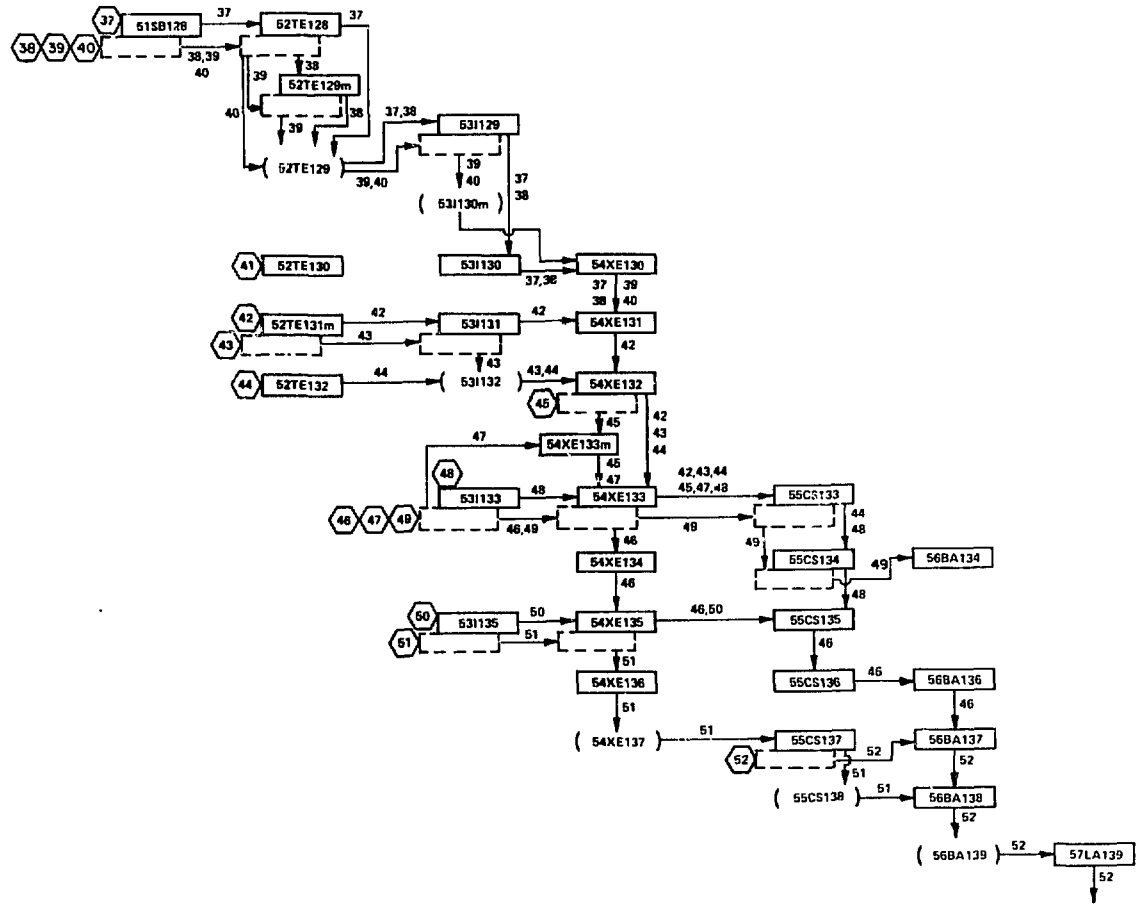 37 51SB128 37 52TE128 37
38 39 40 38,39 40
39 38
52TE129m
40 39 38 37,38
53I129
(52TE129) 39,40
39 40 37 38
(53I130m)
41 52TE130 53I130 37,38 54XE130
37 38 39 40
42 52TE131m 42 53I131 42 54XE131
43 43 43 42
44 52TE132 44 (53I132) 43,44 54XE132
45 45 42 43 44
47 54XE133m
48 45 47 42,43,44
53I133 48 54XE133 45,47,48 55CS133
46 47 49 46,49 46 49 44 48
49
54XE134 55CS134 49 56BA134
46 48
50 53I135 50 54XE135 46,50 55CS135
51 51 51 46
54XE136 55CS136 46 56BA136
51 46
(54XE137) 51 55CS137 52 56BA137
52 51 52
(55CS138) 51 56BA138
52
(56BA139) 52 57LA139
52